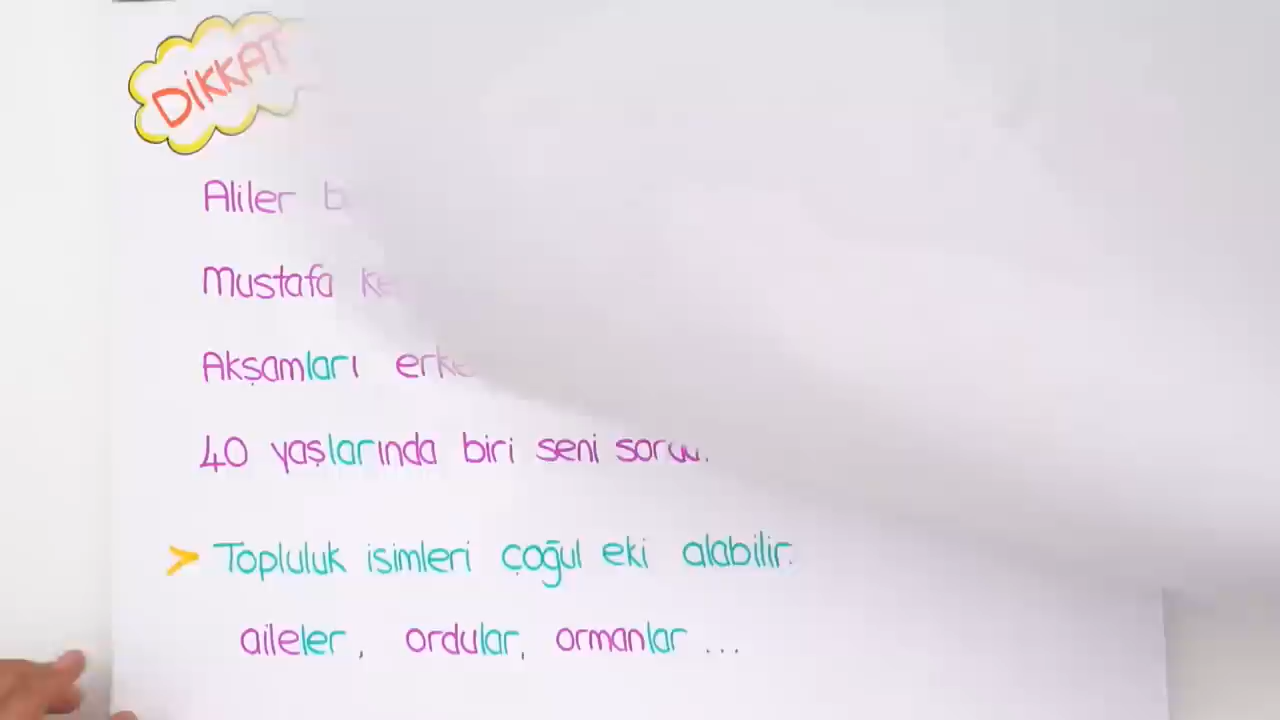 DİKKAT
Aliler
Mustafa
Akşamları
40 yaşlarında biri seni sordu.
> Topluluk isimleri çoğul eki alabilir.
aileler, ordular, ormanlar ...